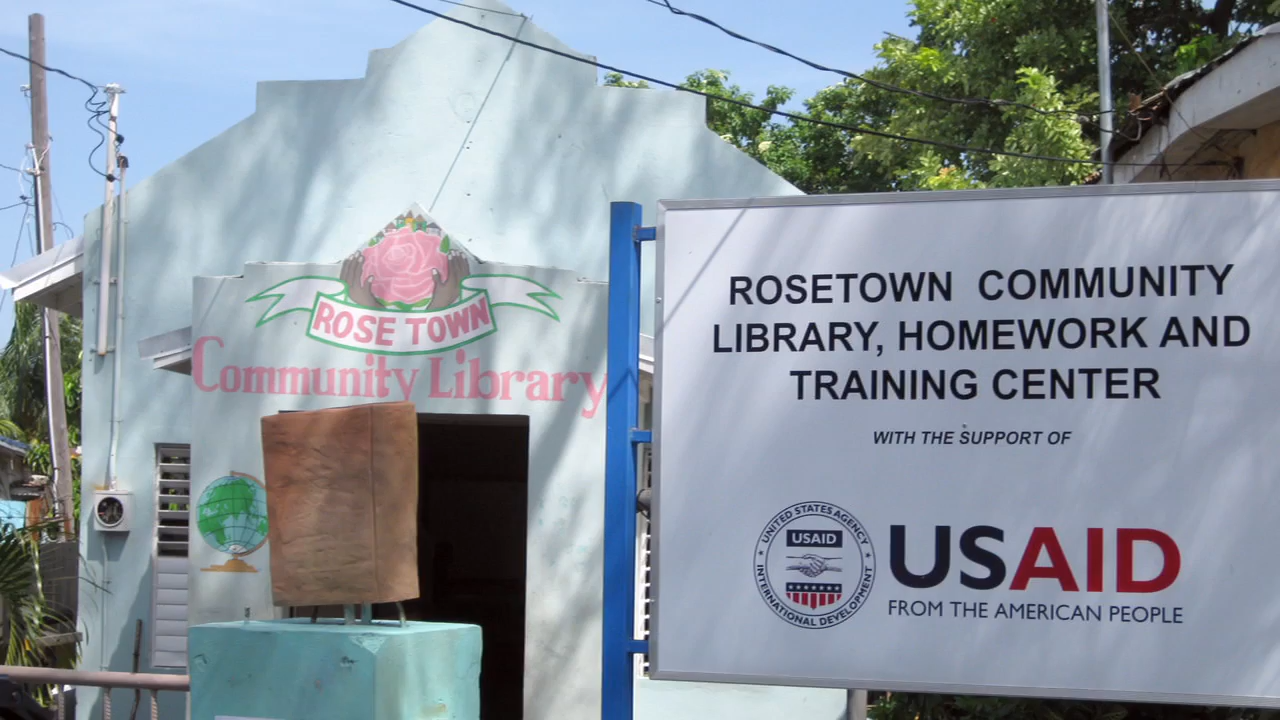 ROSE TOWN
Community Library
ROSETOWN COMMUNITY
LIBRARY, HOMEWORK AND
TRAINING CENTER
WITH THE SUPPORT OF
UNITED STATES AGENCY
USAID
INTERNATIONAL DEVELOPMENT
USAID
FROM THE AMERICAN PEOPLE